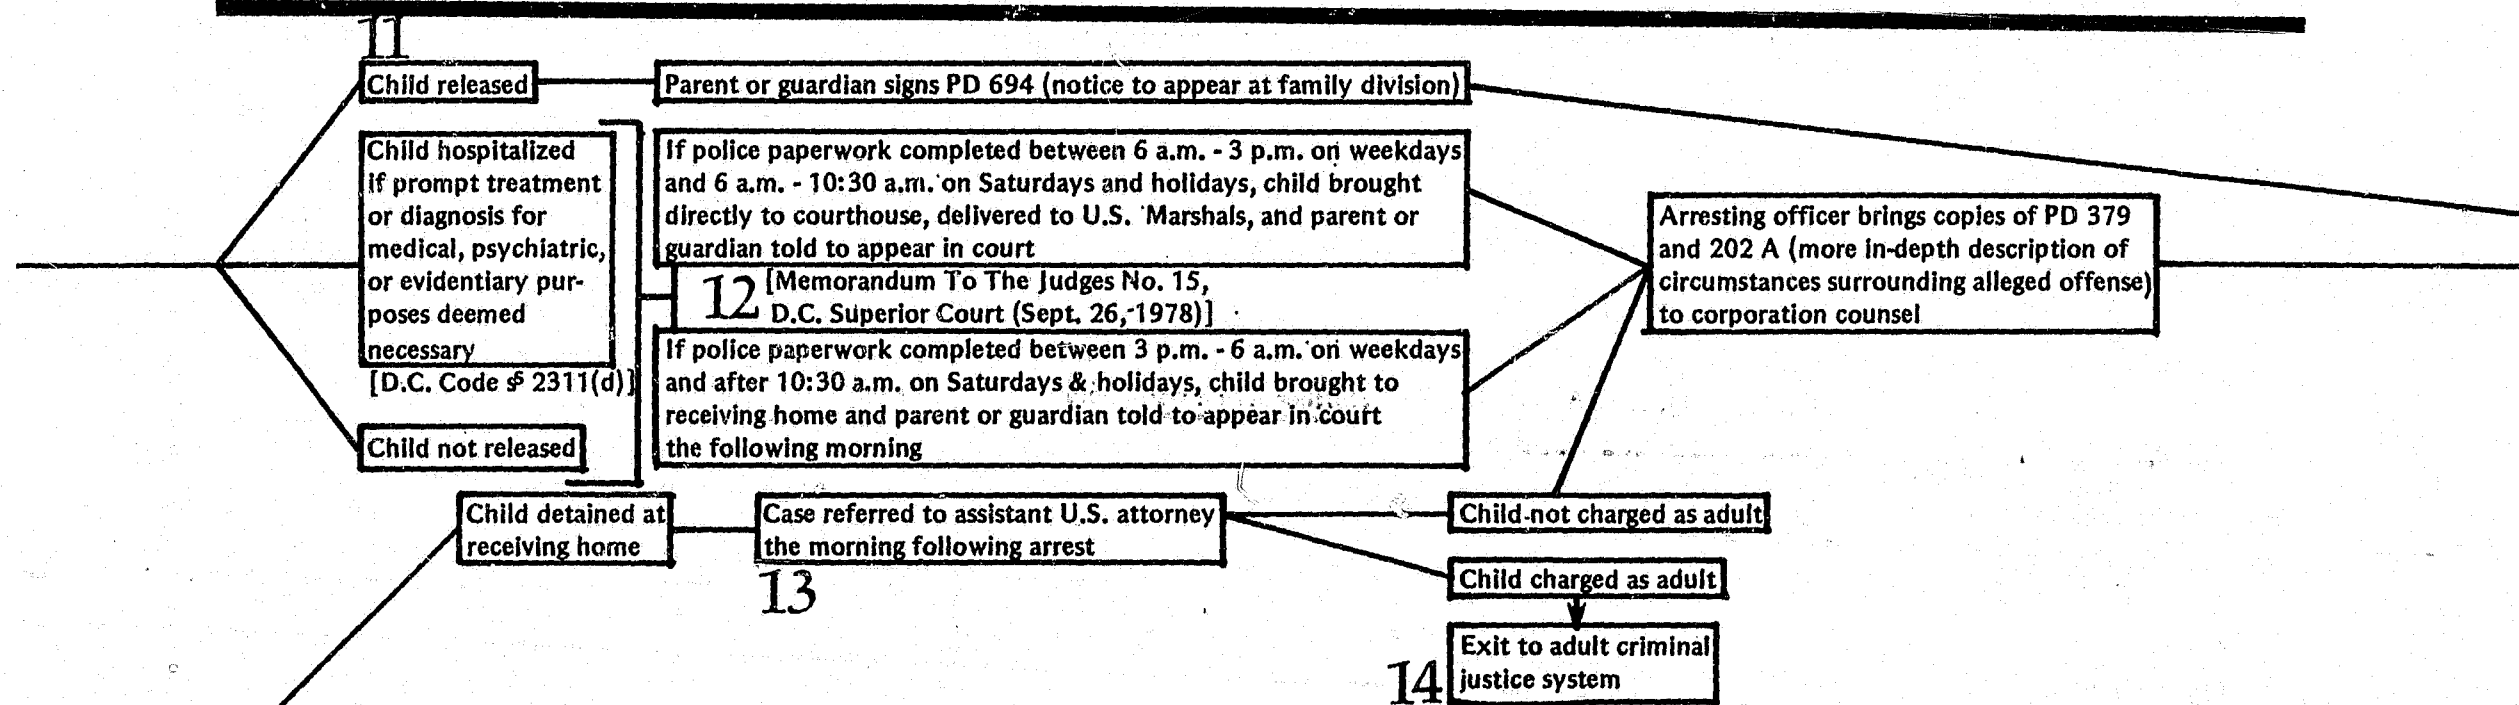 11
Child released
Parent or guardian signs PD 694 (notice to appear at family division)
Child hospitalized
if prompt treatment
or diagnosis for
medical, psychiatric,
or evidentiary pur-
poses deemed
necessary
[D.C. Code § 2311(d)]
Child not released
If police paperwork completed between 6 a.m. - 3 p.m. on weekdays
and 6 a.m. - 10:30 a.m. on Saturdays and holidays, child brought
directly to courthouse, delivered to U.S. Marshals, and parent or
guardian told to appear in court
12
[Memorandum To The Judges No. 15,
D.C. Superior Court (Sept. 26, 1978)]
If police paperwork completed between 3 p.m. - 6 a.m. on weekdays
and after 10:30 a.m. on Saturdays & holidays, child brought to
receiving home and parent or guardian told to appear in court
the following morning
Arresting officer brings copies of PD 379
and 202 A (more in-depth description of
circumstances surrounding alleged offense)
to corporation counsel
Child detained at
receiving home
Case referred to assistant U.S. attorney
the morning following arrest
13
Child not charged as adult
Child charged as adult
14
Exit to adult criminal
justice system